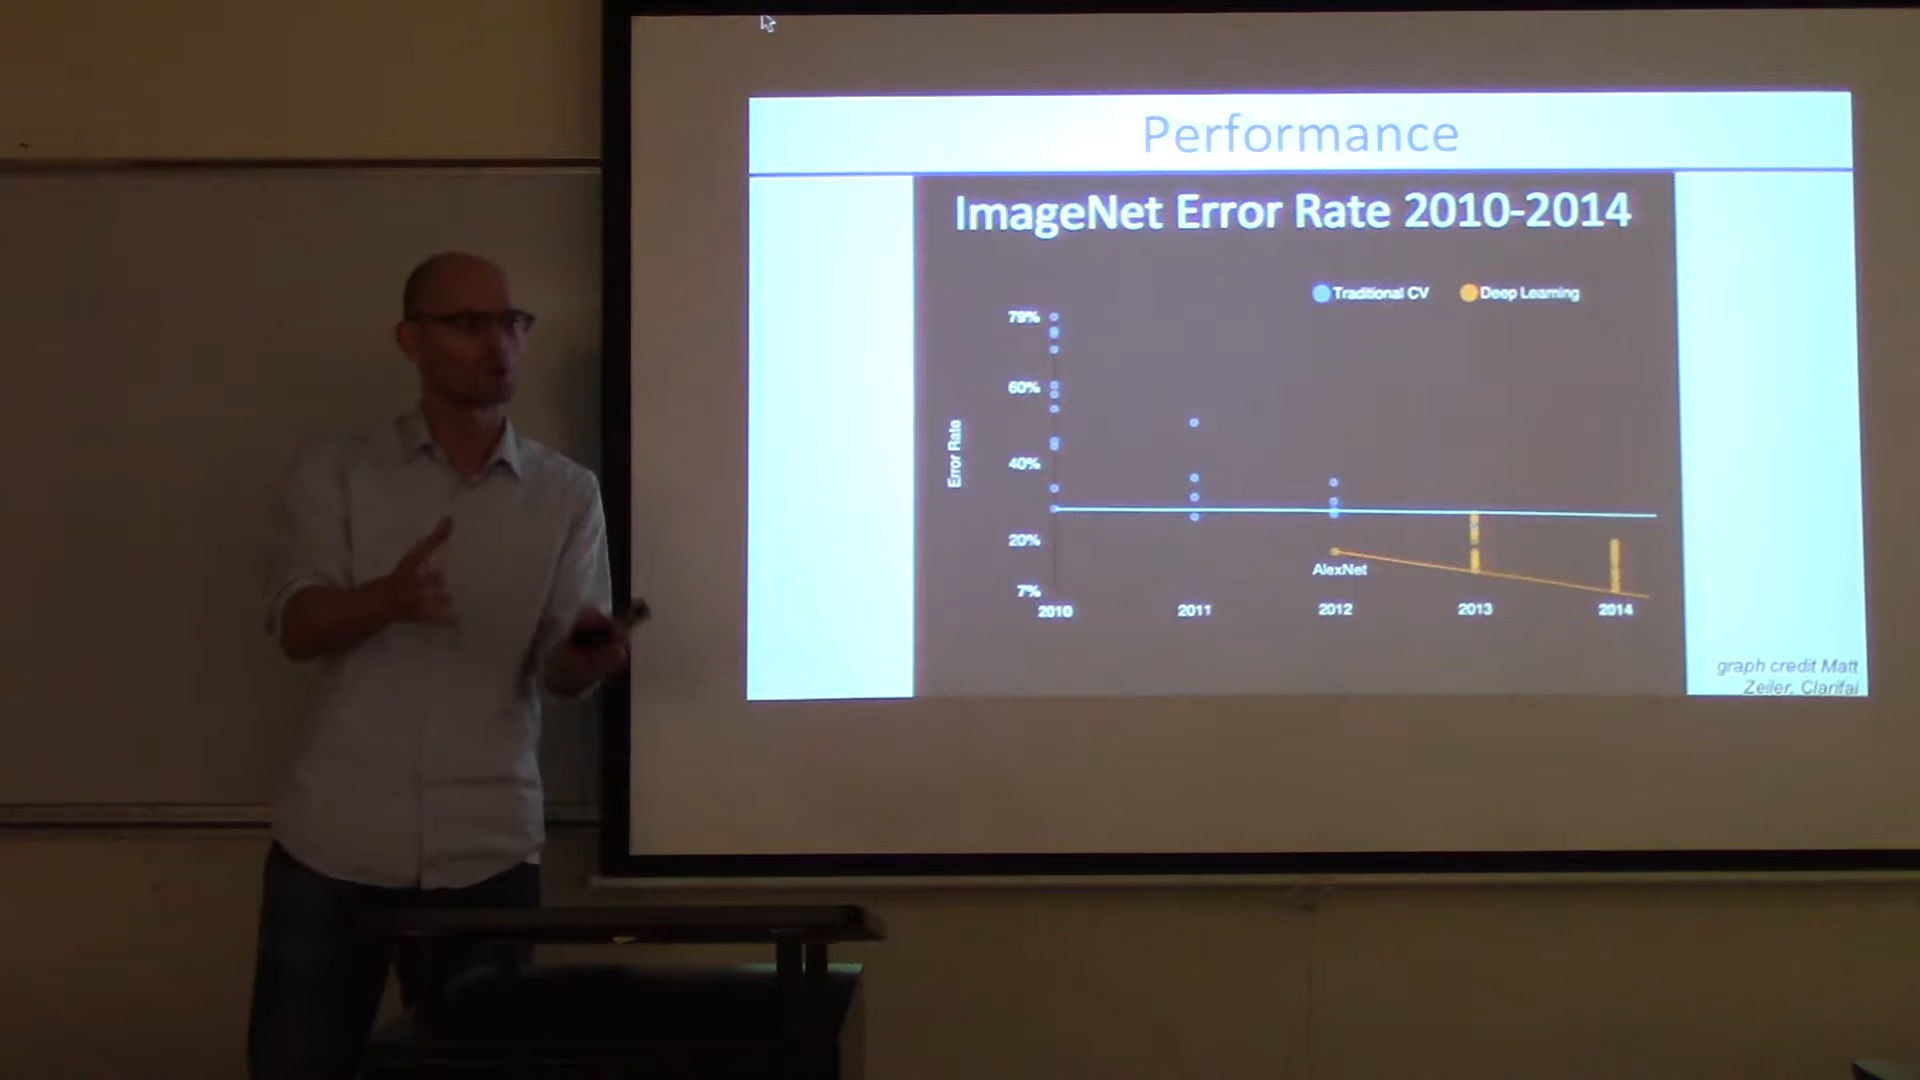 Performance
ImageNet Error Rate 2010-2014
Traditional CV
Deep Learning
79%
60%
40%
20%
7%
Error Rate
AlexNet
2010
2011
2012
2013
2014
graph credit Matt
Zeiler, Clarifai